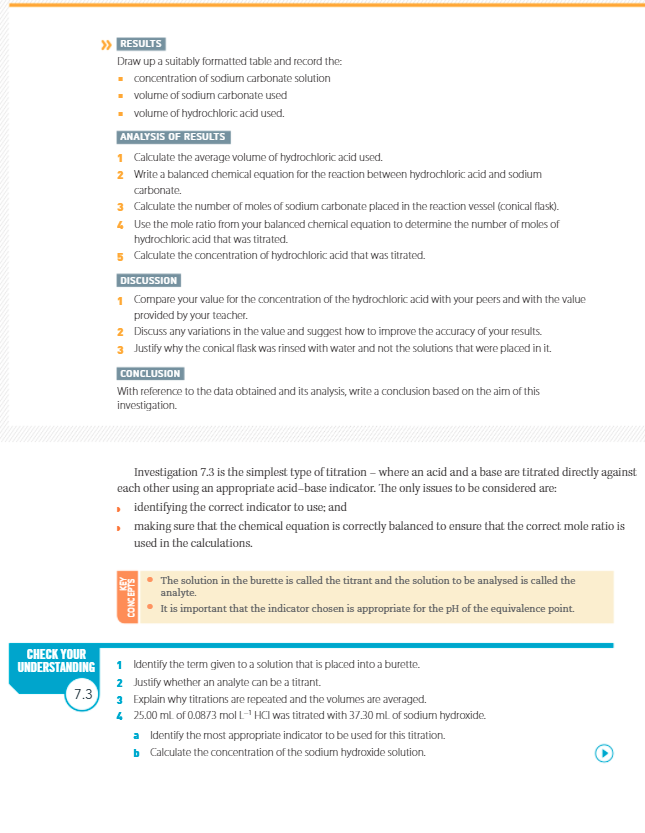 RESULTS
Draw up a suitably formatted table and record the:
concentration of sodium carbonate solution
volume of sodium carbonate used
volume of hydrochloric acid used.
ANALYSIS OF RESULTS
1 Calculate the average volume of hydrochloric acid used.
2 Write a balanced chemical equation for the reaction between hydrochloric acid and sodium
carbonate.
3 Calculate the number of moles of sodium carbonate placed in the reaction vessel (conical flask).
4 Use the mole ratio from your balanced chemical equation to determine the number of moles of
hydrochloric acid that was titrated.
5 Calculate the concentration of hydrochloric acid that was titrated.
DISCUSSION
1 Compare your value for the concentration of the hydrochloric acid with your peers and with the value
provided by your teacher.
2 Discuss any variations in the value and suggest how to improve the accuracy of your results.
3 Justify why the conical flask was rinsed with water and not the solutions that were placed in it.
CONCLUSION
With reference to the data obtained and its analysis, write a conclusion based on the aim of this
investigation.
Investigation 7.3 is the simplest type of titration – where an acid and a base are titrated directly against
each other using an appropriate acid–base indicator. The only issues to be considered are:
identifying the correct indicator to use; and
making sure that the chemical equation is correctly balanced to ensure that the correct mole ratio is
used in the calculations.
KEY
CONCEPTS
• The solution in the burette is called the titrant and the solution to be analysed is called the
analyte.
• It is important that the indicator chosen is appropriate for the pH of the equivalence point.
CHECK YOUR
UNDERSTANDING
7.3
1 Identify the term given to a solution that is placed into a burette.
2 Justify whether an analyte can be a titrant.
3 Explain why titrations are repeated and the volumes are averaged.
4 25.00 mL of 0.0873 mol L⁻¹ HCl was titrated with 37.30 mL of sodium hydroxide.
a Identify the most appropriate indicator to be used for this titration.
b Calculate the concentration of the sodium hydroxide solution.